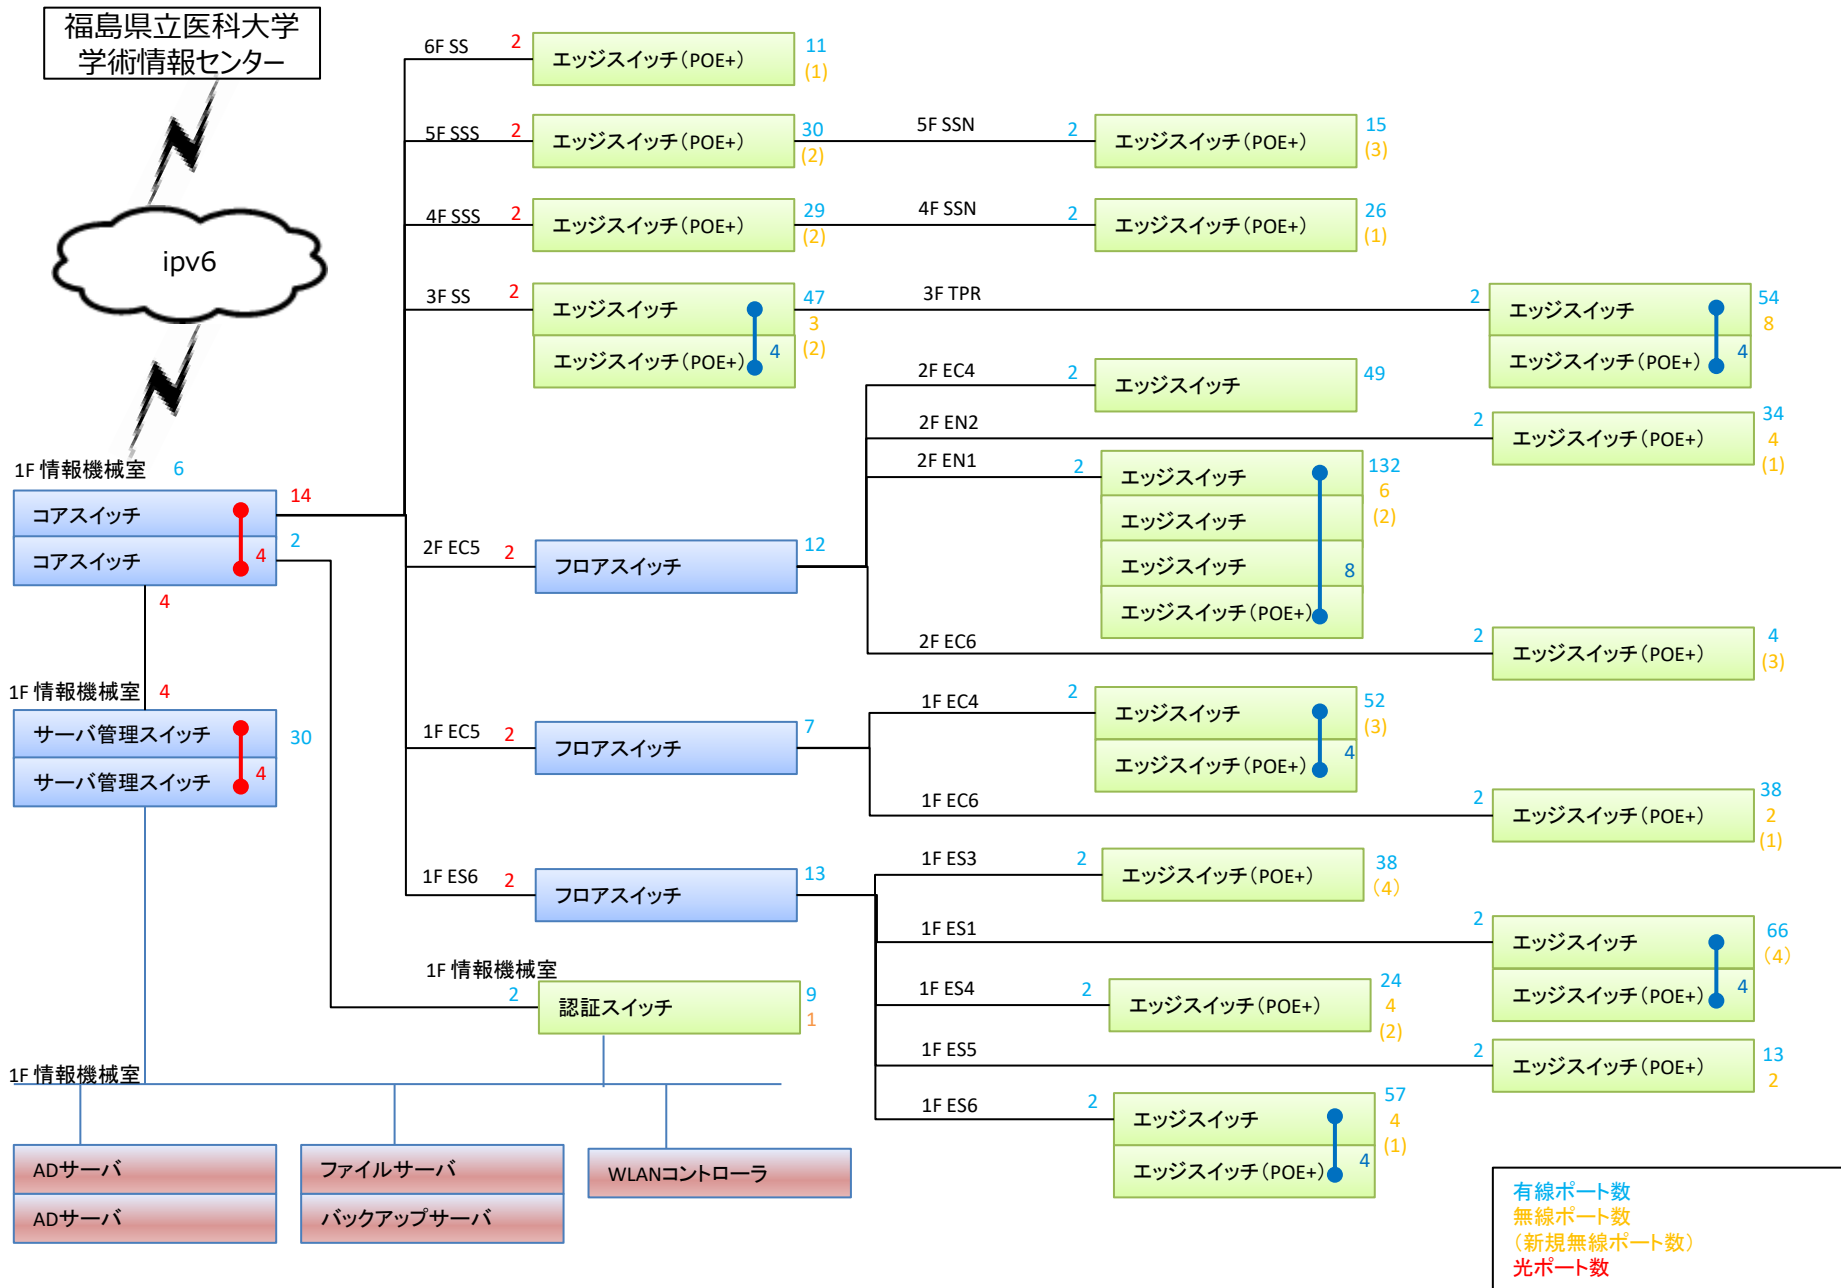 福島県立医科大学
学術情報センター
ipv6
6F SS 2
エッジスイッチ(POE+)
11
(1)
5F SSS 2
エッジスイッチ(POE+)
30
(2)
5F SSN 2
エッジスイッチ(POE+)
15
(3)
4F SSS 2
エッジスイッチ(POE+)
29
(2)
4F SSN 2
エッジスイッチ(POE+)
26
(1)
3F SS 2
エッジスイッチ
エッジスイッチ(POE+) 4
47
3
(2)
3F TPR 2
エッジスイッチ
エッジスイッチ(POE+) 4
54
8
2F EC4 2
エッジスイッチ
49
2F EN2 2
エッジスイッチ(POE+)
34
4
(1)
2F EN1 2
エッジスイッチ
エッジスイッチ
エッジスイッチ 8
エッジスイッチ(POE+)
132
6
(2)
1F 情報機械室 6
コアスイッチ
コアスイッチ 4
14
2
4
2F EC5 2
フロアスイッチ
12
2F EC6 2
エッジスイッチ(POE+)
4
(3)
1F 情報機械室 4
サーバ管理スイッチ
サーバ管理スイッチ 4
30
1F EC5 2
フロアスイッチ
7
1F EC4 2
エッジスイッチ
エッジスイッチ(POE+) 4
52
(3)
1F EC6 2
エッジスイッチ(POE+)
38
2
(1)
1F ES6 2
フロアスイッチ
13
1F ES3 2
エッジスイッチ(POE+)
38
(4)
1F ES1 2
エッジスイッチ
エッジスイッチ(POE+) 4
66
(4)
1F 情報機械室
2
認証スイッチ
9
1
1F ES4 2
エッジスイッチ(POE+)
24
4
(2)
1F ES5 2
エッジスイッチ(POE+)
13
2
1F ES6 2
エッジスイッチ
エッジスイッチ(POE+) 4
57
4
(1)
1F 情報機械室
ADサーバ
ADサーバ
ファイルサーバ
バックアップサーバ
WLANコントローラ
有線ポート数
無線ポート数
(新規無線ポート数)
光ポート数